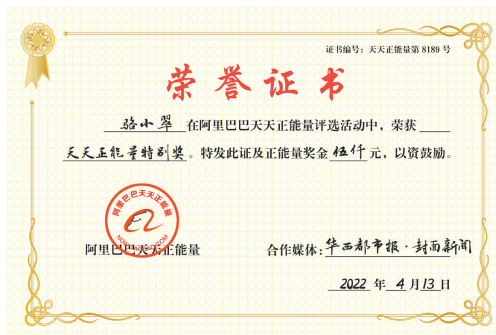 证书编号：天天正能量第 8189 号
荣誉证书
骆小翠 在阿里巴巴天天正能量评选活动中，荣获
天天正能量特别奖。特发此证及正能量奖金 伍仟 元，以资鼓励。
阿里巴巴天天正能量
阿里巴巴天天正能量
合作媒体：华西都市报·封面新闻
2022 年 4 月 13 日